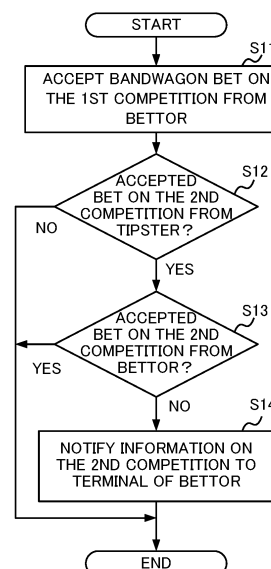 START
S11
ACCEPT BANDWAGON BET ON
THE 1ST COMPETITION FROM
BETTOR
S12
ACCEPTED
BET ON THE 2ND
COMPETITION FROM
TIPSTER?
NO
YES
S13
ACCEPTED
BET ON THE 2ND
COMPETITION FROM
BETTOR?
YES
NO
S14
NOTIFY INFORMATION ON
THE 2ND COMPETITION TO
TERMINAL OF BETTOR
END